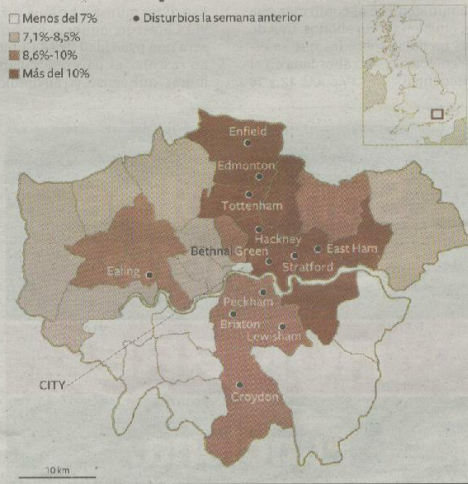 Menos del 7%
7,1%-8,5%
8,6%-10%
Más del 10%
Disturbios la semana anterior
Enfield
Edmonton
Tottenham
Hackney
Bethnal Green
Stratford
East Ham
Ealing
Peckham
Brixton
Lewisham
CITY
Croydon
10 km